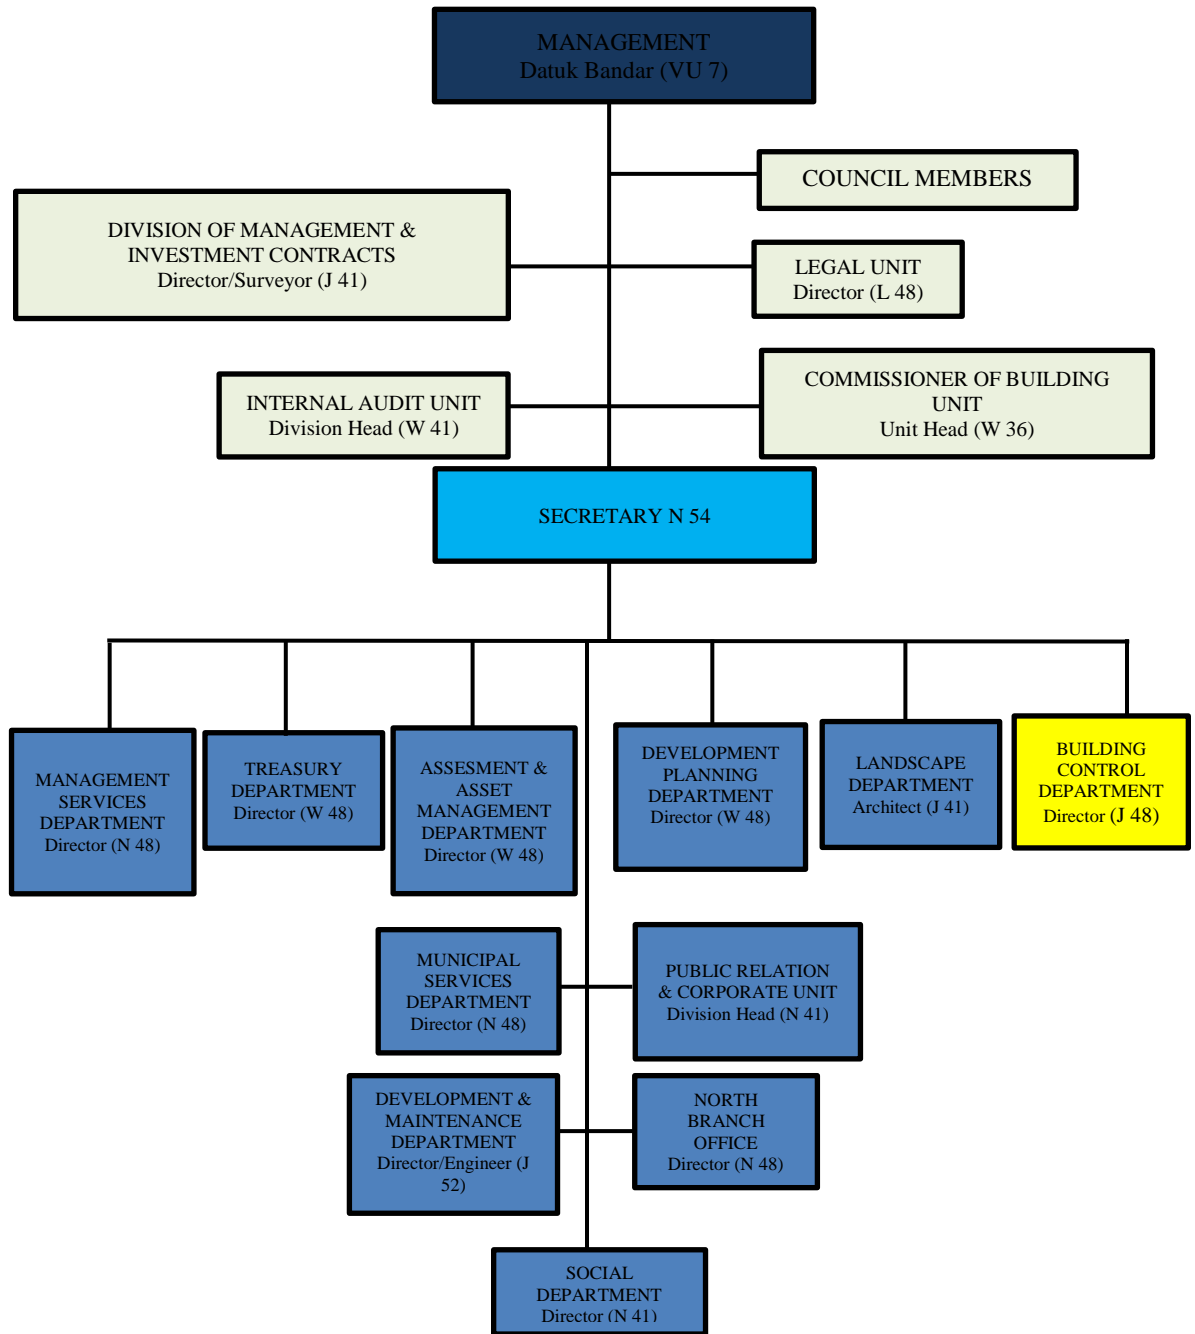 MANAGEMENT
Datuk Bandar (VU 7)
COUNCIL MEMBERS
DIVISION OF MANAGEMENT &
INVESTMENT CONTRACTS
Director/Surveyor (J 41)
LEGAL UNIT
Director (L 48)
INTERNAL AUDIT UNIT
Division Head (W 41)
COMMISSIONER OF BUILDING
UNIT
Unit Head (W 36)
SECRETARY N 54
MANAGEMENT
SERVICES
DEPARTMENT
Director (N 48)
TREASURY
DEPARTMENT
Director (W 48)
ASSESMENT &
ASSET
MANAGEMENT
DEPARTMENT
Director (W 48)
DEVELOPMENT
PLANNING
DEPARTMENT
Director (W 48)
LANDSCAPE
DEPARTMENT
Architect (J 41)
BUILDING
CONTROL
DEPARTMENT
Director (J 48)
MUNICIPAL
SERVICES
DEPARTMENT
Director (N 48)
PUBLIC RELATION
& CORPORATE UNIT
Division Head (N 41)
DEVELOPMENT &
MAINTENANCE
DEPARTMENT
Director/Engineer (J
52)
NORTH
BRANCH
OFFICE
Director (N 48)
SOCIAL
DEPARTMENT
Director (N 41)